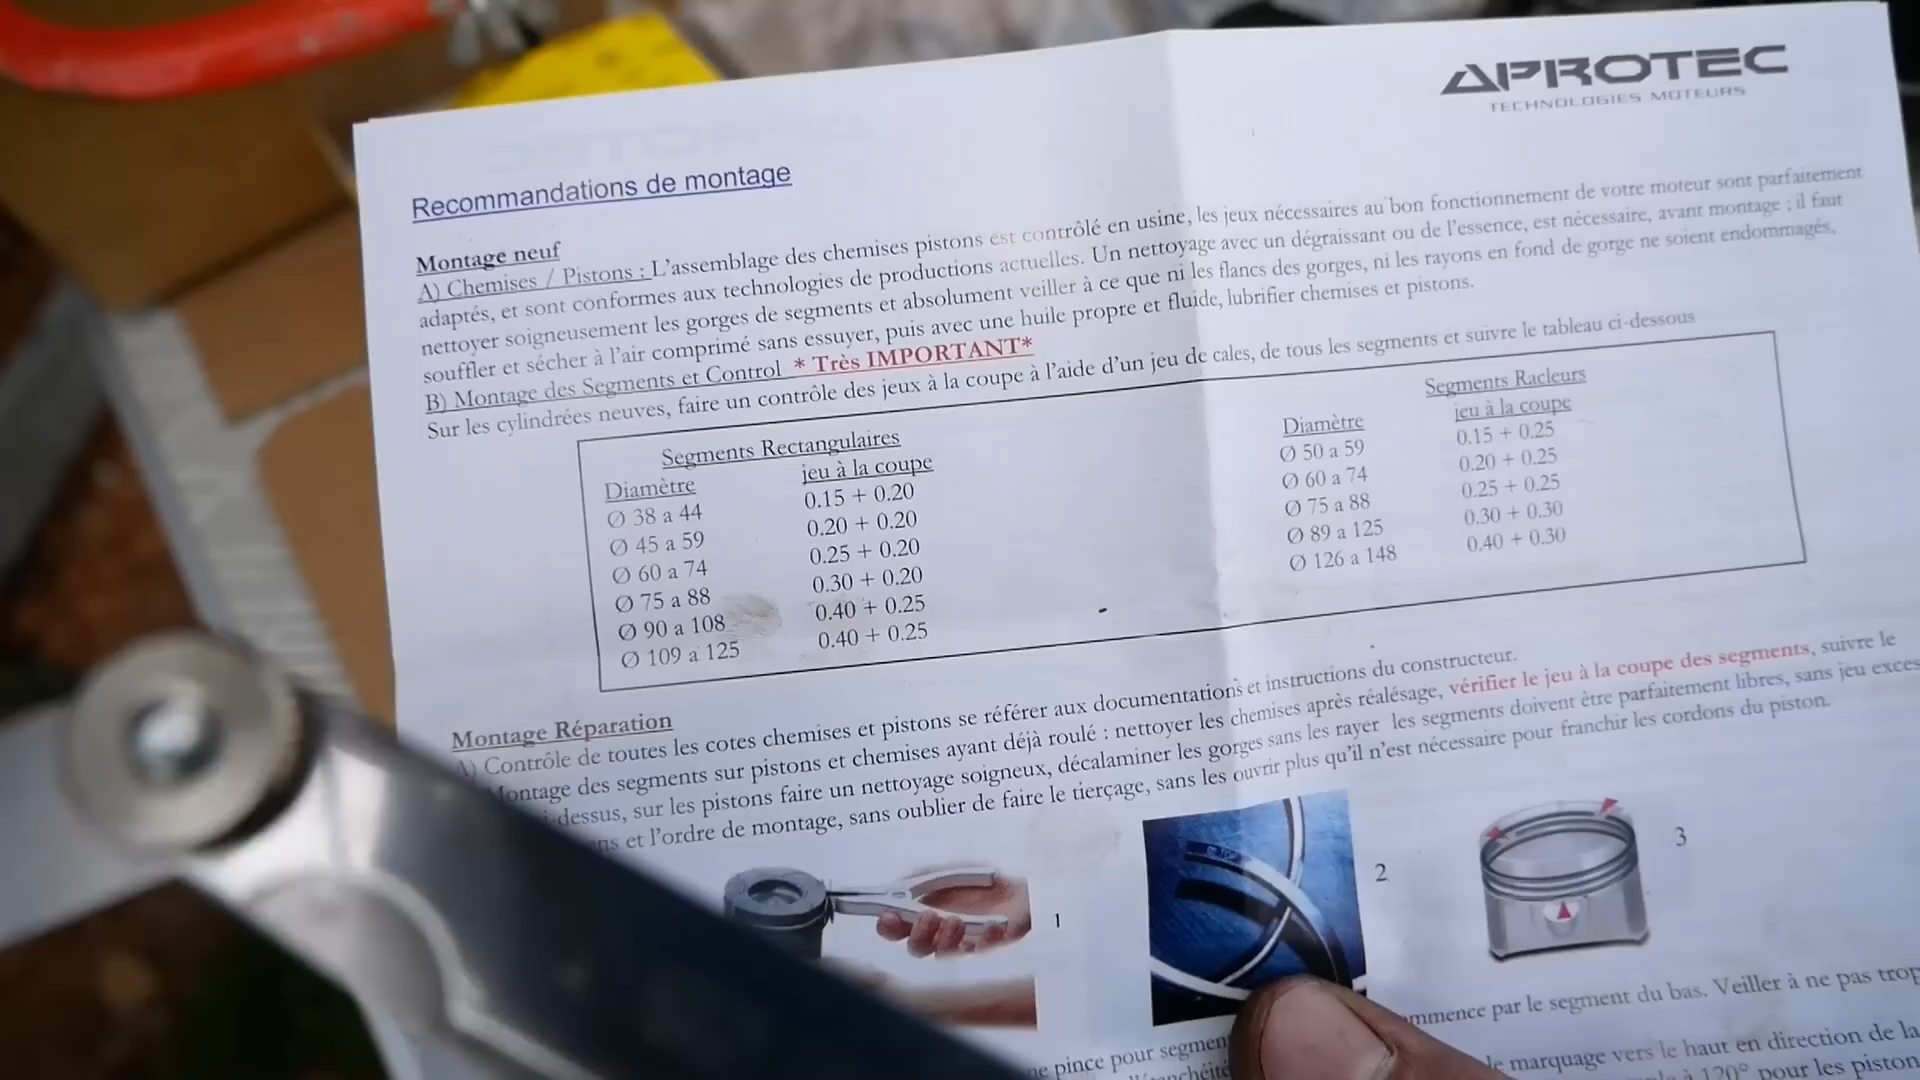 APROTEC
TECHNOLOGIES MOTEURS
Recommandations de montage
Montage neuf
A) Chemises / Pistons : L'assemblage des chemises pistons est contrôlé en usine, les jeux nécessaires au bon fonctionnement de votre moteur sont parfaitement
adaptés, et sont conformes aux technologies de productions actuelles. Un nettoyage avec un dégraissant ou de l'essence, est nécessaire, avant montage ; il faut
nettoyer soigneusement les gorges de segments et absolument veiller à ce que ni les flancs des gorges, ni les rayons en fond de gorge ne soient endommagés,
souffler et sécher à l'air comprimé sans essuyer, puis avec une huile propre et fluide, lubrifier chemises et pistons.
B) Montage des Segments et Control * Très IMPORTANT*
Sur les cylindrées neuves, faire un contrôle des jeux à la coupe à l'aide d'un jeu de cales, de tous les segments et suivre le tableau ci-dessous
Segments Rectangulaires
Diamètre jeu à la coupe
Ø 38 a 44 0.15 + 0.20
Ø 45 a 59 0.20 + 0.20
Ø 60 a 74 0.25 + 0.20
Ø 75 a 88 0.30 + 0.20
Ø 90 a 108 0.40 + 0.25
Ø 109 a 125 0.40 + 0.25
Segments Racleurs
Diamètre jeu à la coupe
Ø 50 a 59 0.15 + 0.25
Ø 60 a 74 0.20 + 0.25
Ø 75 a 88 0.25 + 0.25
Ø 89 a 125 0.30 + 0.30
Ø 126 a 148 0.40 + 0.30
Montage Réparation
A) Contrôle de toutes les cotes chemises et pistons se référer aux documentations et instructions du constructeur.
Montage des segments sur pistons et chemises ayant déjà roulé : nettoyer les chemises après réalésage, vérifier le jeu à la coupe des segments, suivre le
dessus, sur les pistons faire un nettoyage soigneux, décalaminer les gorges sans les rayer les segments doivent être parfaitement libres, sans jeu exces
et l'ordre de montage, sans oublier de faire le tierçage, sans les ouvrir plus qu'il n'est nécessaire pour franchir les cordons du piston.
1
2
3
mmence par le segment du bas. Veiller à ne pas trop
pince pour segmen
le marquage vers le haut en direction de la
à 120° pour les piston